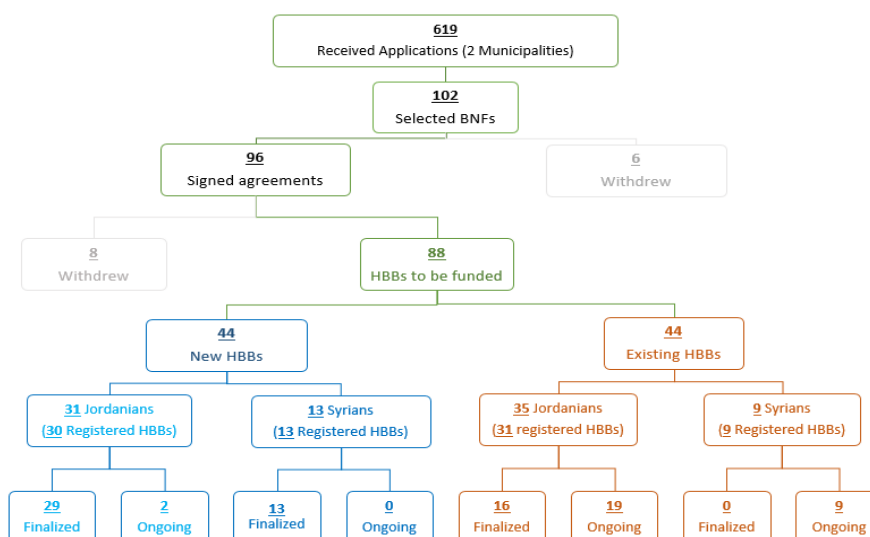 619
Received Applications (2 Municipalities)
102
Selected BNFs
96
Signed agreements
6
Withdrew
8
Withdrew
88
HBBs to be funded
44
New HBBs
44
Existing HBBs
31 Jordanians
(30 Registered HBBs)
13 Syrians
(13 Registered HBBs)
35 Jordanians
(31 registered HBBs)
9 Syrians
(9 Registered HBBs)
29
Finalized
2
Ongoing
13
Finalized
0
Ongoing
16
Finalized
19
Ongoing
0
Finalized
9
Ongoing